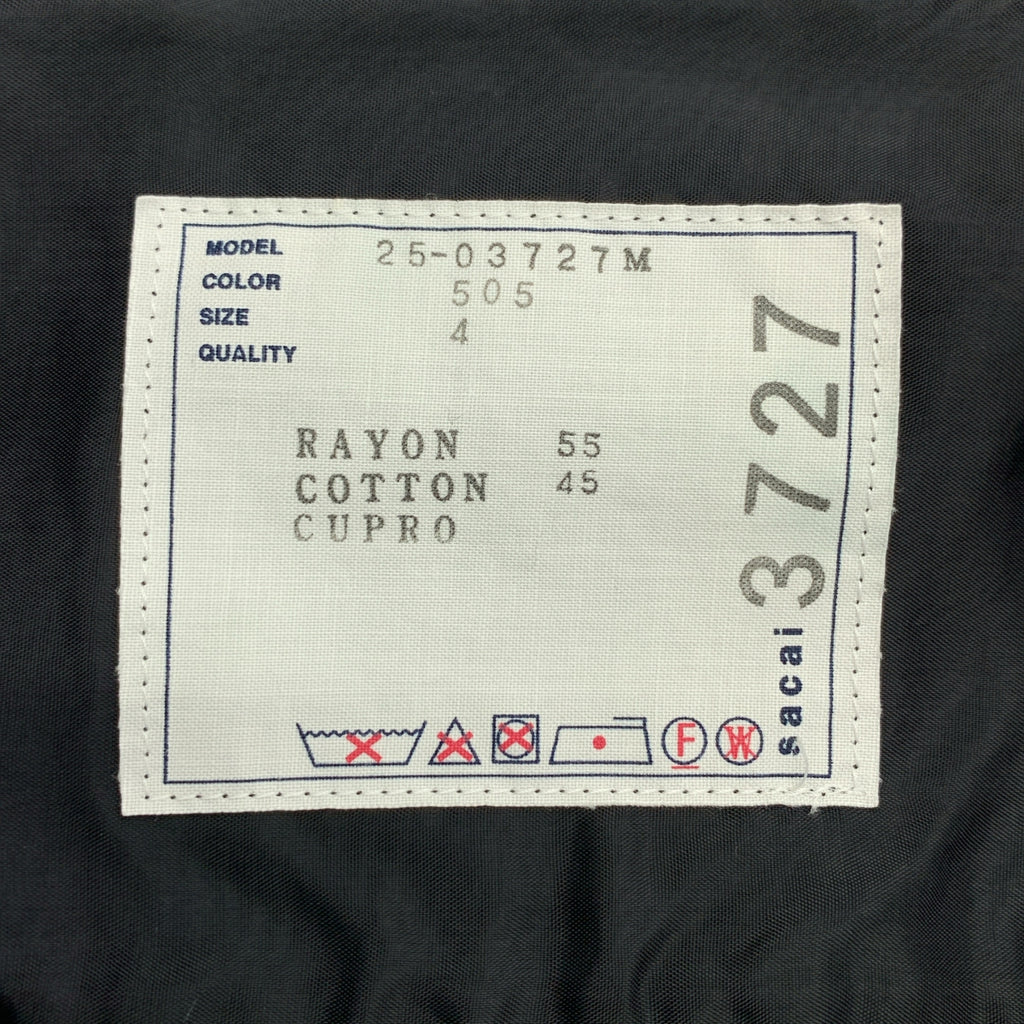 MODEL 25-03727M
COLOR 505
SIZE 4
QUALITY
RAYON 55
COTTON 45
CUPRO
F
W
sacai 3727